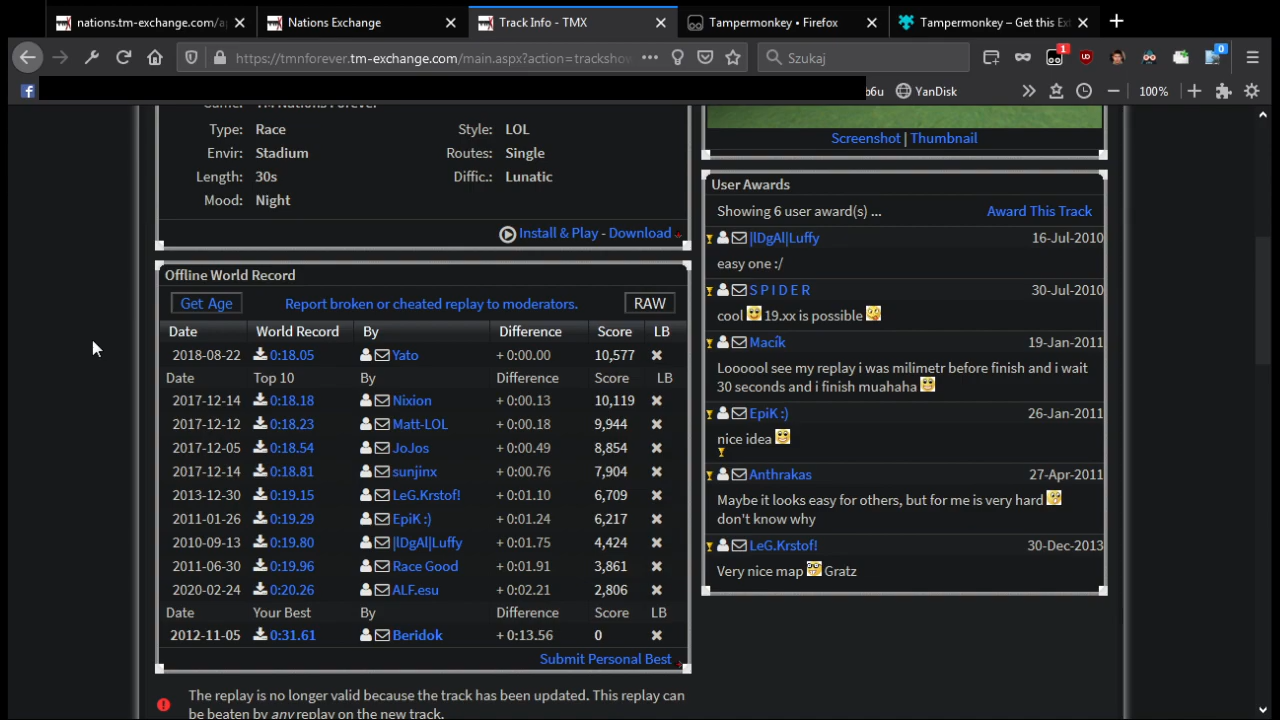 nations.tm-exchange.com/a
Nations Exchange
Track Info - TMX
Tampermonkey • Firefox
Tampermonkey – Get this Ex
https://tmnforever.tm-exchange.com/main.aspx?action=tracksho
Szukaj
1
0
YanDisk
100%
Game: TM Nations Forever
Type: Race Style: LOL
Envir: Stadium Routes: Single
Length: 30s Diffic.: Lunatic
Mood: Night
Install & Play - Download
Offline World Record
Get Age Report broken or cheated replay to moderators. RAW
Date World Record By Difference Score LB
2018-08-22 0:18.05 Yato + 0:00.00 10,577
Date Top 10 By Difference Score LB
2017-12-14 0:18.18 Nixion + 0:00.13 10,119
2017-12-12 0:18.23 Matt-LOL + 0:00.18 9,944
2017-12-05 0:18.54 JoJos + 0:00.49 8,854
2017-12-14 0:18.81 sunjinx + 0:00.76 7,904
2013-12-30 0:19.15 LeG.Krstof! + 0:01.10 6,709
2011-01-26 0:19.29 EpiK :) + 0:01.24 6,217
2010-09-13 0:19.80 |lDgAl|Luffy + 0:01.75 4,424
2011-06-30 0:19.96 Race Good + 0:01.91 3,861
2020-02-24 0:20.26 ALF.esu + 0:02.21 2,806
Date Your Best By Difference Score LB
2012-11-05 0:31.61 Beridok + 0:13.56 0
Submit Personal Best
The replay is no longer valid because the track has been updated. This replay can
be beaten by any replay on the new track.
Screenshot | Thumbnail
User Awards
Showing 6 user award(s) ... Award This Track
|lDgAl|Luffy 16-Jul-2010
easy one :/
S P I D E R 30-Jul-2010
cool 19.xx is possible
Macík 19-Jan-2011
Loooool see my replay i was milimetr before finish and i wait
30 seconds and i finish muahaha
EpiK :) 26-Jan-2011
nice idea
Anthrakas 27-Apr-2011
Maybe it looks easy for others, but for me is very hard
don't know why
LeG.Krstof! 30-Dec-2013
Very nice map Gratz